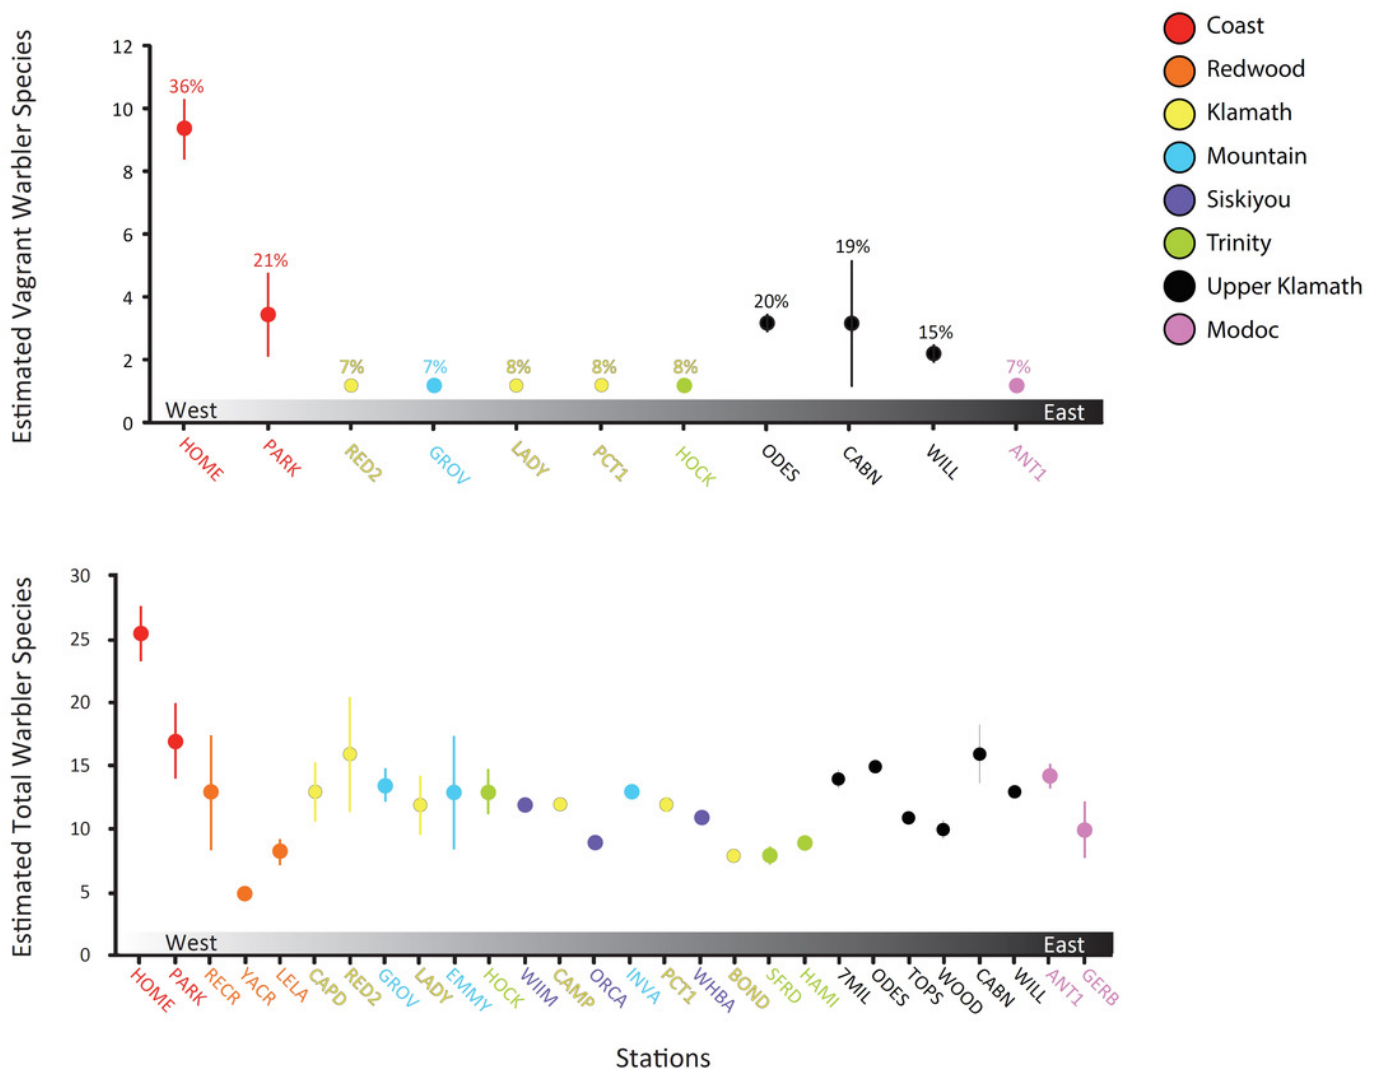 Estimated Vagrant Warbler Species
12
10
8
6
4
2
0
36%
21%
7%
7%
8%
8%
8%
20%
19%
15%
7%
West
East
HOME
PARK
RED2
GROV
LADY
PCT1
HOCK
ODES
CABN
WILL
ANT1
Coast
Redwood
Klamath
Mountain
Siskiyou
Trinity
Upper Klamath
Modoc
Estimated Total Warbler Species
30
25
20
15
10
5
0
West
East
HOME
PARK
RECR
YACR
LELA
CAPD
RED2
GROV
LADY
EMMY
HOCK
WIIM
CAMP
ORCA
INVA
PCT1
WHBA
BOND
SFRD
HAMI
7MIL
ODES
TOPS
WOOD
CABN
WILL
ANT1
GERB
Stations